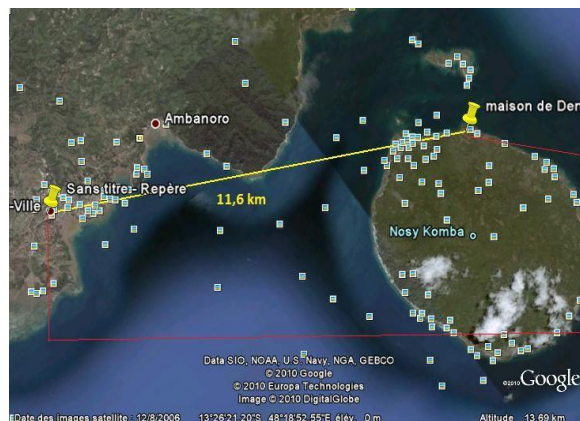 Ambanoro
maison de Den
Sans titre- Repère
-Ville
11,6 km
Nosy Komba
Data SIO, NOAA, U.S. Navy, NGA, GEBCO
© 2010 Google
© 2010 Europa Technologies
Image © 2010 DigitalGlobe
©2010 Google
Date des images satellite : 12/8/2006 13°26'21.20"S 48°18'52.55"E élév. 0 m Altitude 13.69 km